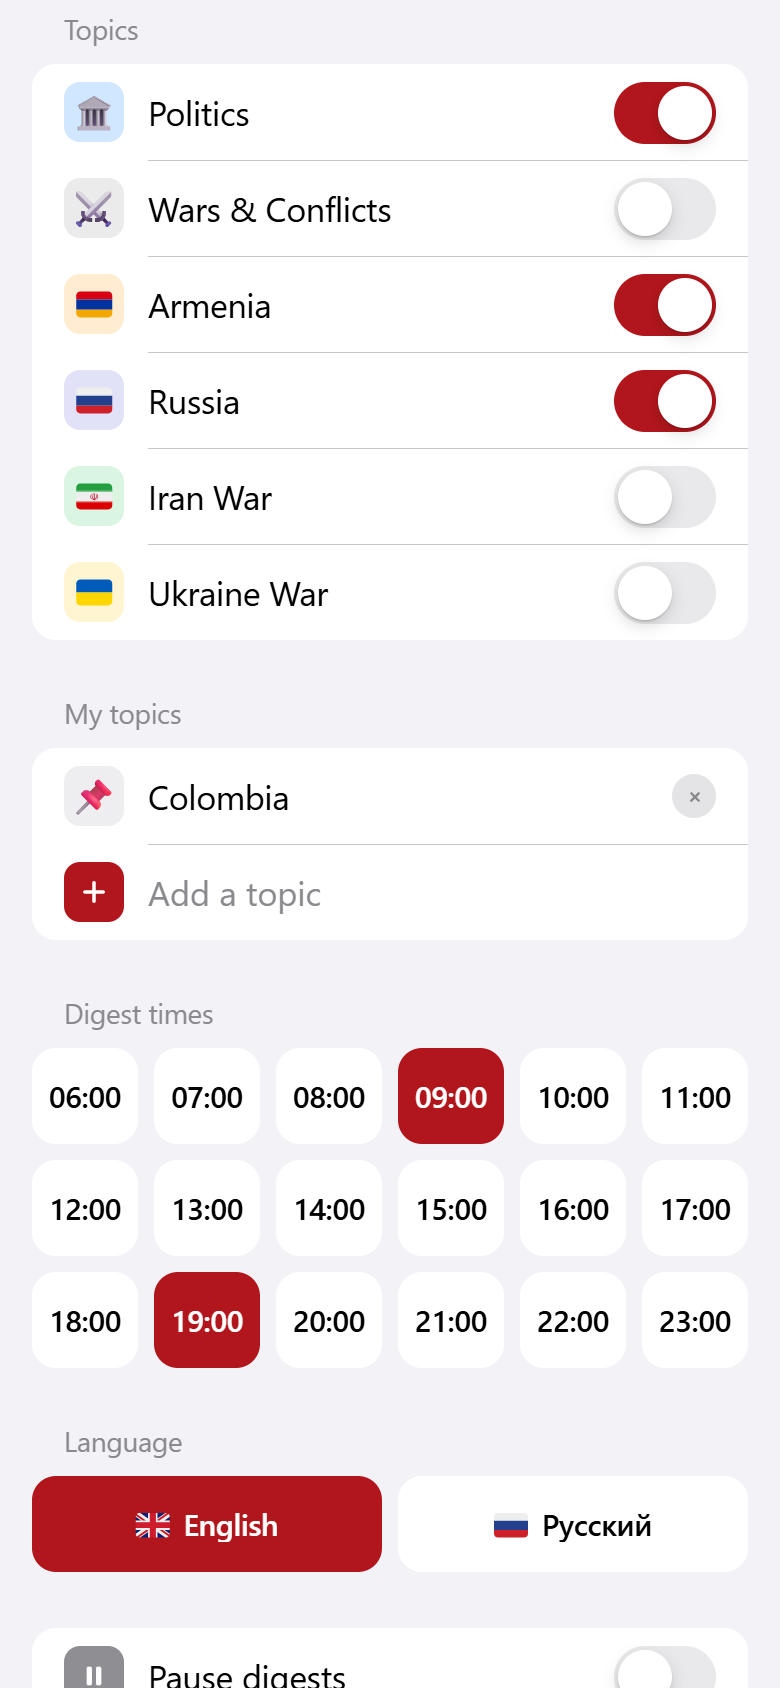 Topics
Politics
Wars & Conflicts
Armenia
Russia
Iran War
Ukraine War
My topics
Colombia
Add a topic
Digest times
06:00 07:00 08:00 09:00 10:00 11:00
12:00 13:00 14:00 15:00 16:00 17:00
18:00 19:00 20:00 21:00 22:00 23:00
Language
English Русский
Pause digests